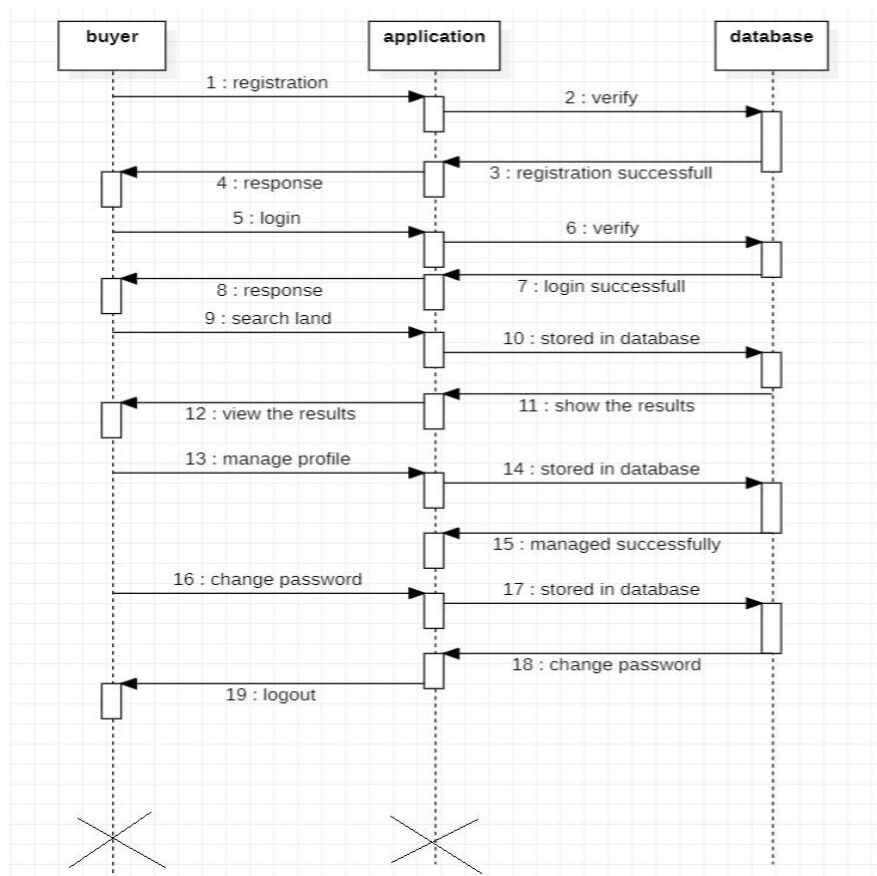 buyer
application
database
1 : registration
2 : verify
3 : registration successfull
4 : response
5 : login
6 : verify
7 : login successfull
8 : response
9 : search land
10 : stored in database
11 : show the results
12 : view the results
13 : manage profile
14 : stored in database
15 : managed successfully
16 : change password
17 : stored in database
18 : change password
19 : logout